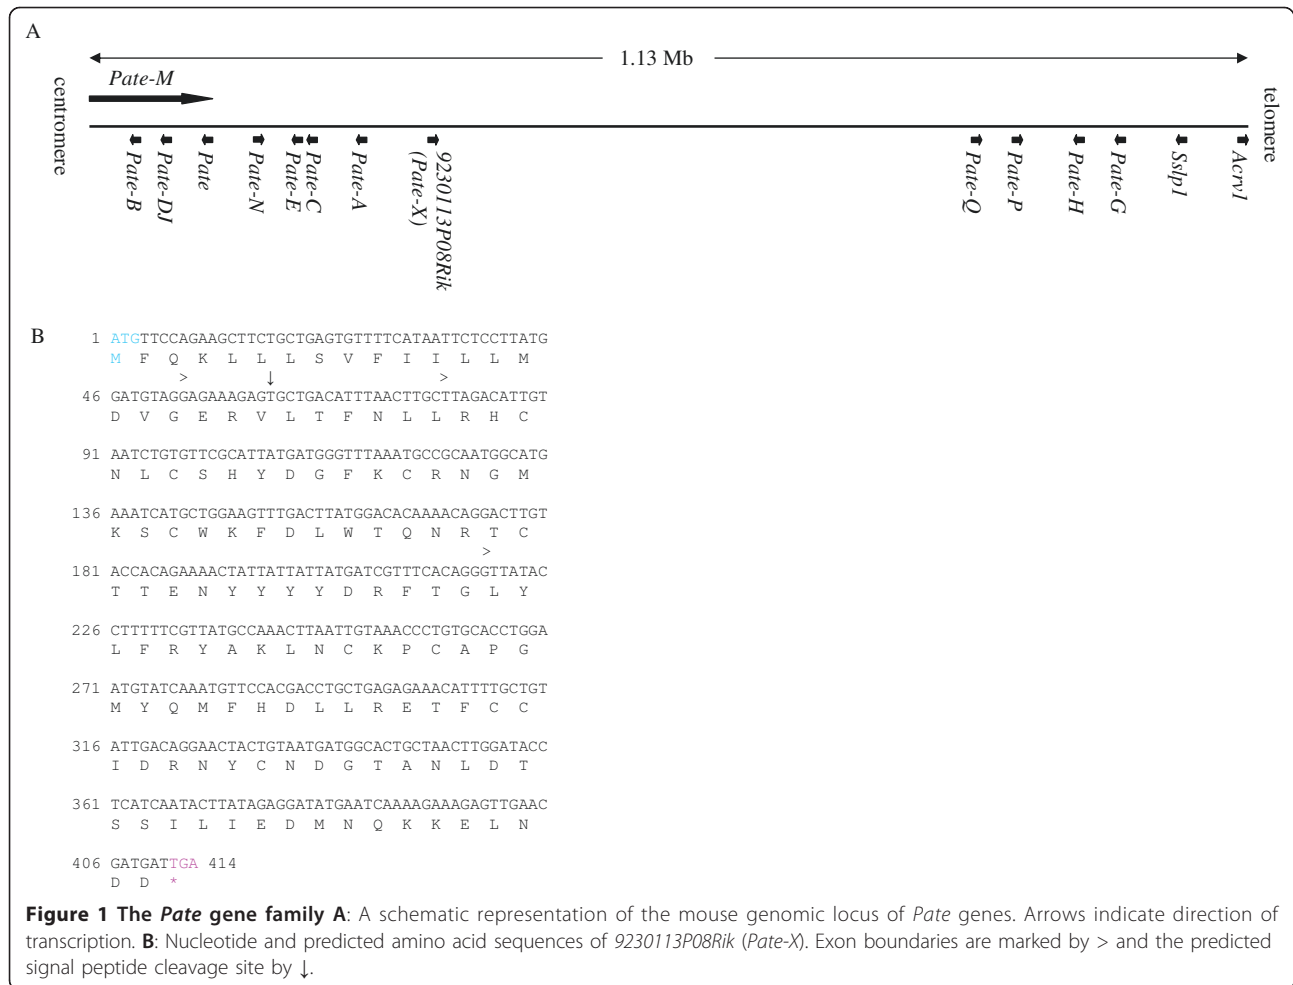 A
1.13 Mb
Pate-M
centromere
telomere
Pate-B
Pate-DJ
Pate
Pate-N
Pate-E
Pate-C
Pate-A
9230113P08Rik
(Pate-X)
Pate-Q
Pate-P
Pate-H
Pate-G
Sslp1
Acrv1
B
1 ATGTTCCAGAAGCTTCTGCTGAGTGTTTTCATAATTCTCCTTATG
M F Q K L L L S V F I I L L M
> ↓ >
46 GATGTAGGAGAAAGAGTGCTGACATTTAACTTGCTTAGACATTGT
D V G E R V L T F N L L R H C
91 AATCTGTGTTCGCATTATGATGGGTTTAAATGCCGCAATGGCATG
N L C S H Y D G F K C R N G M
136 AAATCATGCTGGAAGTTTGACTTATGGACACAAAACAGGACTTGT
K S C W K F D L W T Q N R T C
>
181 ACCACAGAAAACTATTATTATTATGATCGTTTCACAGGGTTATAC
T T E N Y Y Y Y D R F T G L Y
226 CTTTTTCGTTATGCCAAACTTAATTGTAAACCCTGTGCACCTGGA
L F R Y A K L N C K P C A P G
271 ATGTATCAAATGTTCCACGACCTGCTGAGAGAAACATTTTGCTGT
M Y Q M F H D L L R E T F C C
316 ATTGACAGGAACTACTGTAATGATGGCACTGCTAACTTGGATACC
I D R N Y C N D G T A N L D T
361 TCATCAATACTTATAGAGGATATGAATCAAAAGAAAGAGTTGAAC
S S I L I E D M N Q K K E L N
406 GATGATTGA 414
D D *
Figure 1 The Pate gene family A: A schematic representation of the mouse genomic locus of Pate genes. Arrows indicate direction of
transcription. B: Nucleotide and predicted amino acid sequences of 9230113P08Rik (Pate-X). Exon boundaries are marked by > and the predicted
signal peptide cleavage site by ↓.